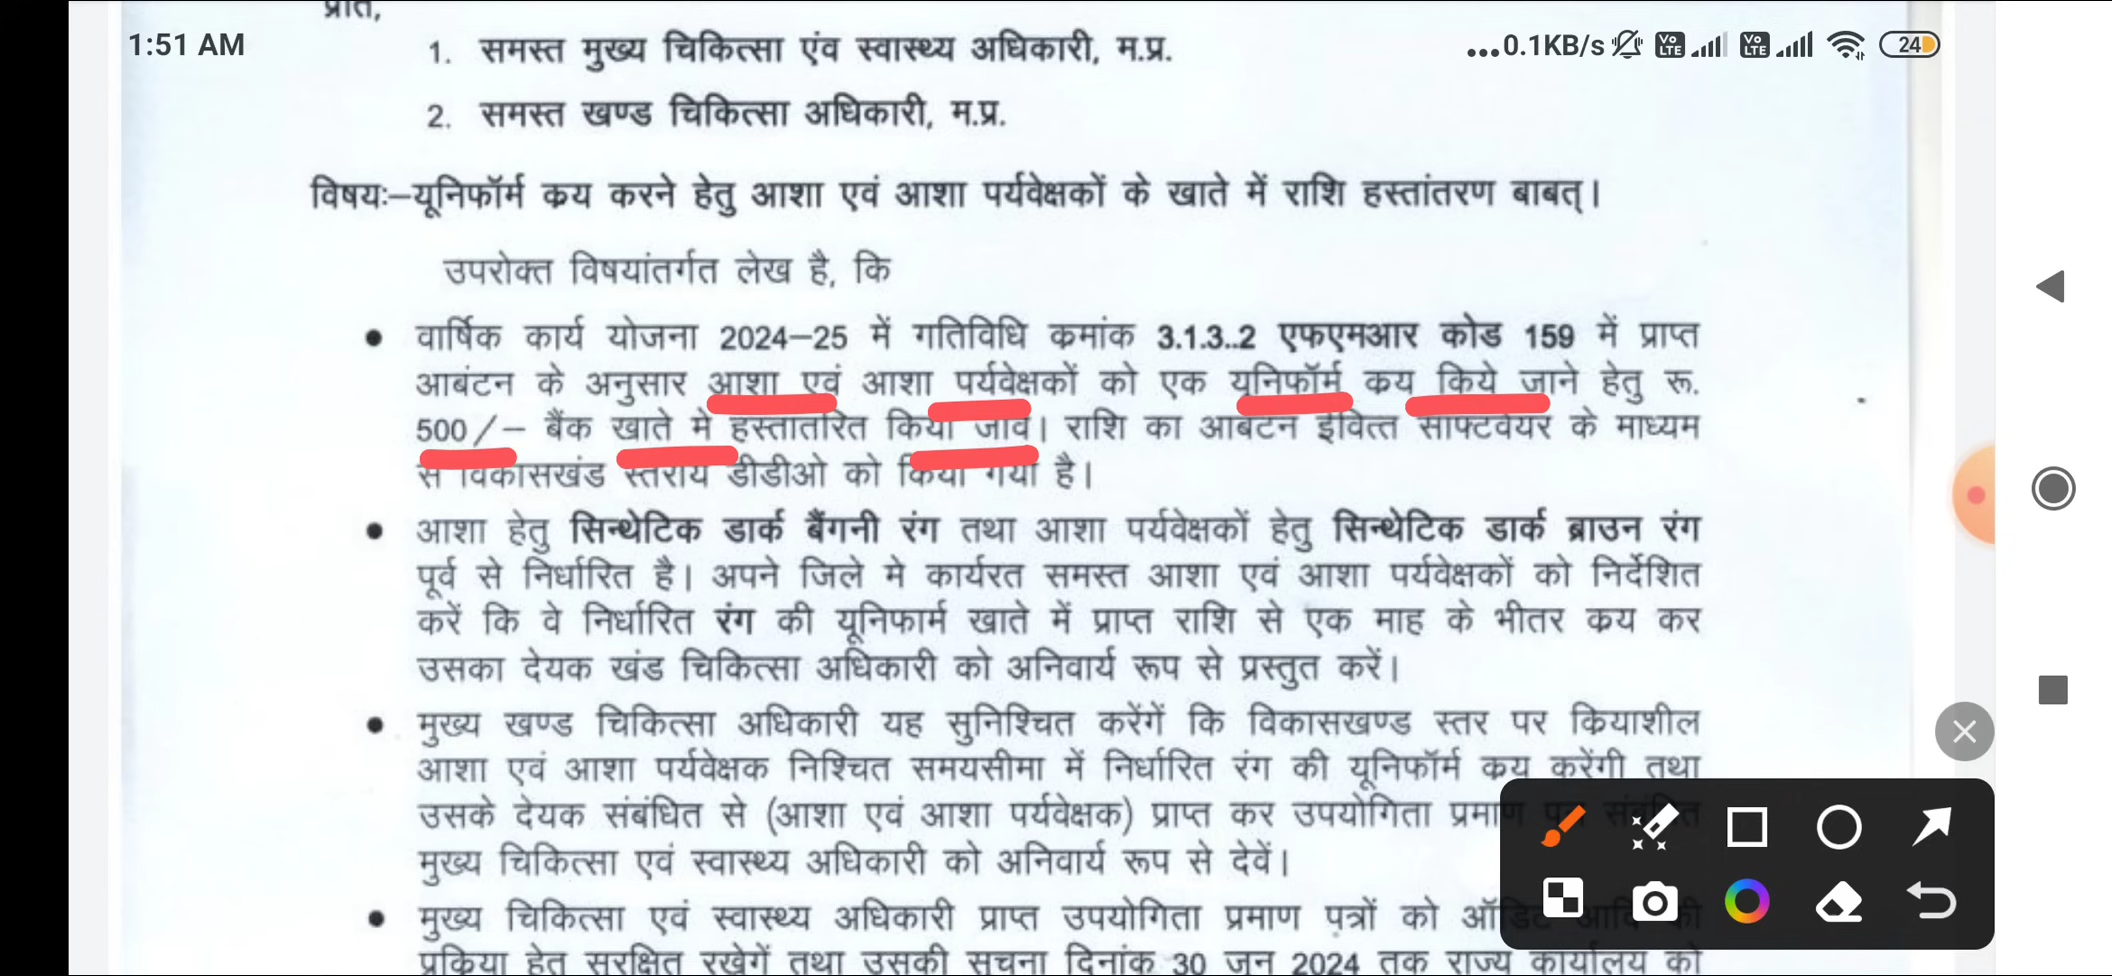 प्रति,
1:51 AM
...0.1KB/s
Vo LTE
Vo LTE
24
1. समस्त मुख्य चिकित्सा एंव स्वास्थ्य अधिकारी, म.प्र.
2. समस्त खण्ड चिकित्सा अधिकारी, म.प्र.
विषयः–यूनिफॉर्म कय करने हेतु आशा एवं आशा पर्यवेक्षकों के खाते में राशि हस्तांतरण बाबत्।
उपरोक्त विषयांतर्गत लेख है, कि
• वार्षिक कार्य योजना 2024–25 में गतिविधि कमांक 3.1.3..2 एफएमआर कोड 159 में प्राप्त
आबंटन के अनुसार आशा एवं आशा पर्यवेक्षकों को एक यूनिफॉर्म कय किये जाने हेतु रू.
500/– बैंक खाते मे हस्तातरित किया जावे। राशि का आबंटन ईवित्त साफ्टवेयर के माध्यम
से विकासखंड स्तरीय डीडीओ को किया गया है।
• आशा हेतु सिन्थेटिक डार्क बैंगनी रंग तथा आशा पर्यवेक्षकों हेतु सिन्थेटिक डार्क ब्राउन रंग
पूर्व से निर्धारित है। अपने जिले मे कार्यरत समस्त आशा एवं आशा पर्यवेक्षकों को निर्देशित
करें कि वे निर्धारित रंग की यूनिफार्म खाते में प्राप्त राशि से एक माह के भीतर कय कर
उसका देयक खंड चिकित्सा अधिकारी को अनिवार्य रूप से प्रस्तुत करें।
• मुख्य खण्ड चिकित्सा अधिकारी यह सुनिश्चित करेंगें कि विकासखण्ड स्तर पर कियाशील
आशा एवं आशा पर्यवेक्षक निश्चित समयसीमा में निर्धारित रंग की यूनिफॉर्म कय करेंगी तथा
उसके देयक संबंधित से (आशा एवं आशा पर्यवेक्षक) प्राप्त कर उपयोगिता प्रमाण पत्र संबंधित
मुख्य चिकित्सा एवं स्वास्थ्य अधिकारी को अनिवार्य रूप से देवें।
• मुख्य चिकित्सा एवं स्वास्थ्य अधिकारी प्राप्त उपयोगिता प्रमाण पत्रों को ऑडिट आदि की
प्रकिया हेतु सुरक्षित रखेगें तथा उसकी सूचना दिनांक 30 जून 2024 तक राज्य कार्यालय को